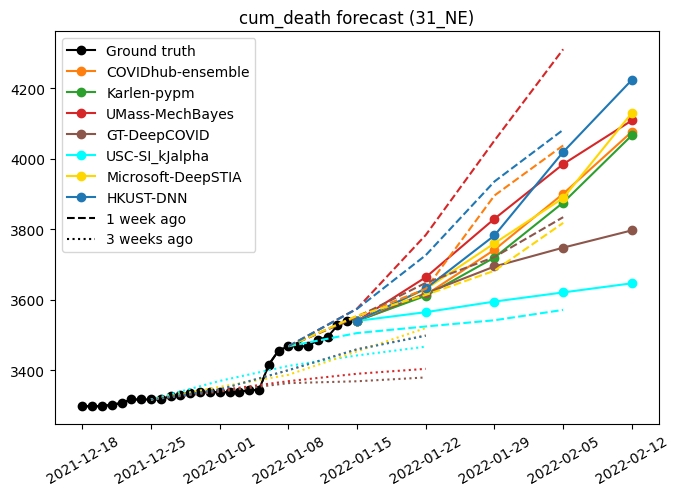 cum_death forecast (31_NE)
Ground truth
COVIDhub-ensemble
Karlen-pypm
UMass-MechBayes
GT-DeepCOVID
USC-SI_kJalpha
Microsoft-DeepSTIA
HKUST-DNN
1 week ago
3 weeks ago
4200
4000
3800
3600
3400
2021-12-18
2021-12-25
2022-01-01
2022-01-08
2022-01-15
2022-01-22
2022-01-29
2022-02-05
2022-02-12